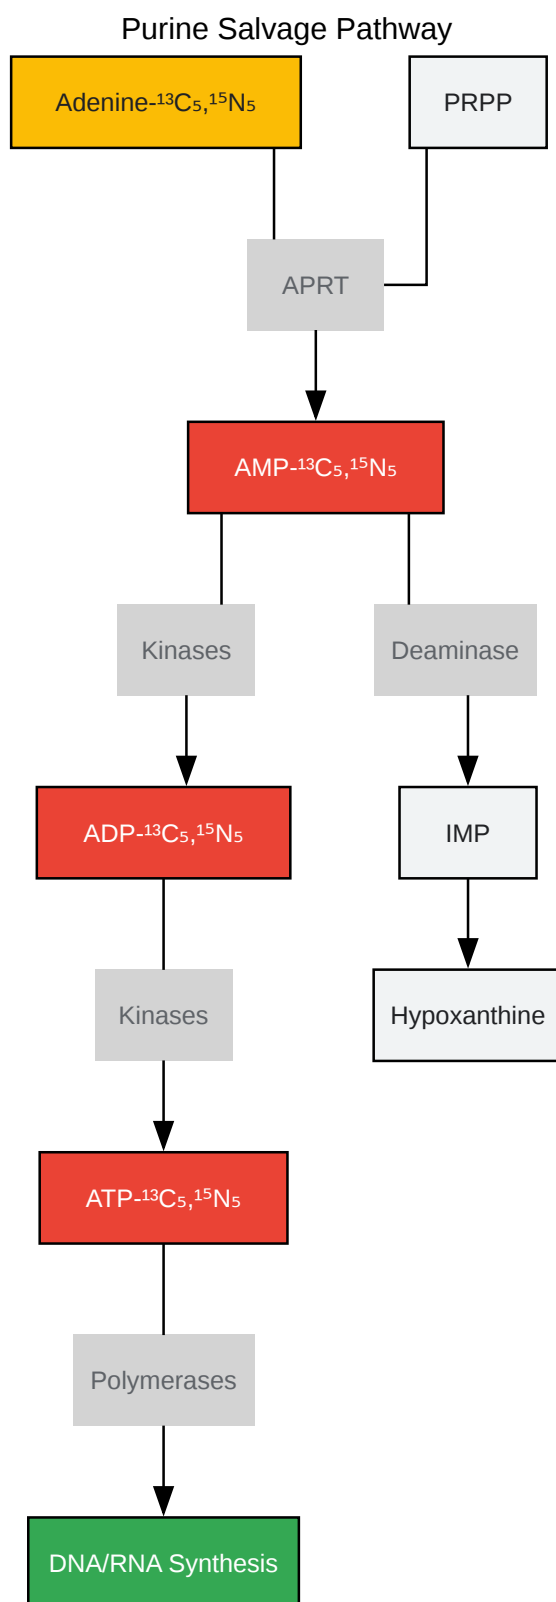 Purine Salvage Pathway
Adenine-¹³C₅,¹⁵N₅
PRPP
APRT
AMP-¹³C₅,¹⁵N₅
Kinases
Deaminase
ADP-¹³C₅,¹⁵N₅
IMP
Kinases
Hypoxanthine
ATP-¹³C₅,¹⁵N₅
Polymerases
DNA/RNA Synthesis